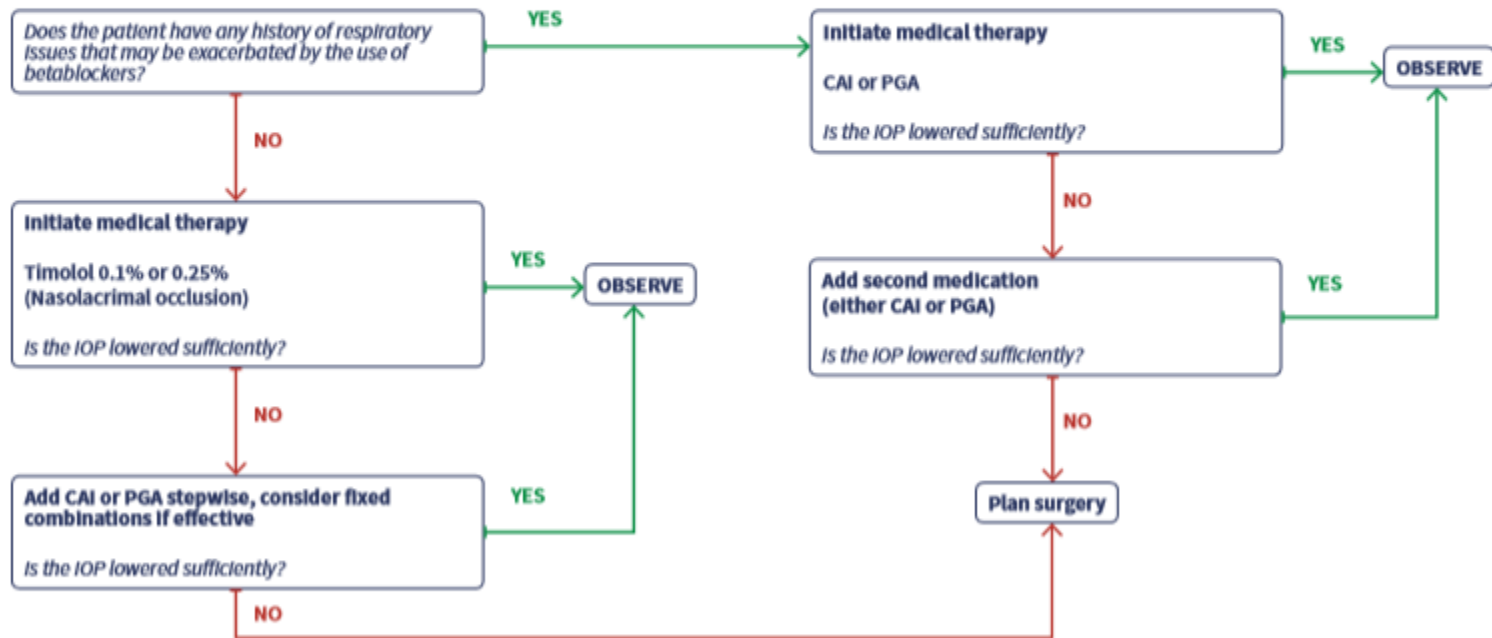 Does the patient have any history of respiratory
issues that may be exacerbated by the use of
betablockers?
YES
NO
Initiate medical therapy
CAI or PGA
Is the IOP lowered sufficiently?
YES
OBSERVE
NO
Initiate medical therapy
Timolol 0.1% or 0.25%
(Nasolacrimal occlusion)
Is the IOP lowered sufficiently?
YES
OBSERVE
NO
Add second medication
(either CAI or PGA)
Is the IOP lowered sufficiently?
YES
NO
Add CAI or PGA stepwise, consider fixed
combinations if effective
Is the IOP lowered sufficiently?
YES
NO
Plan surgery